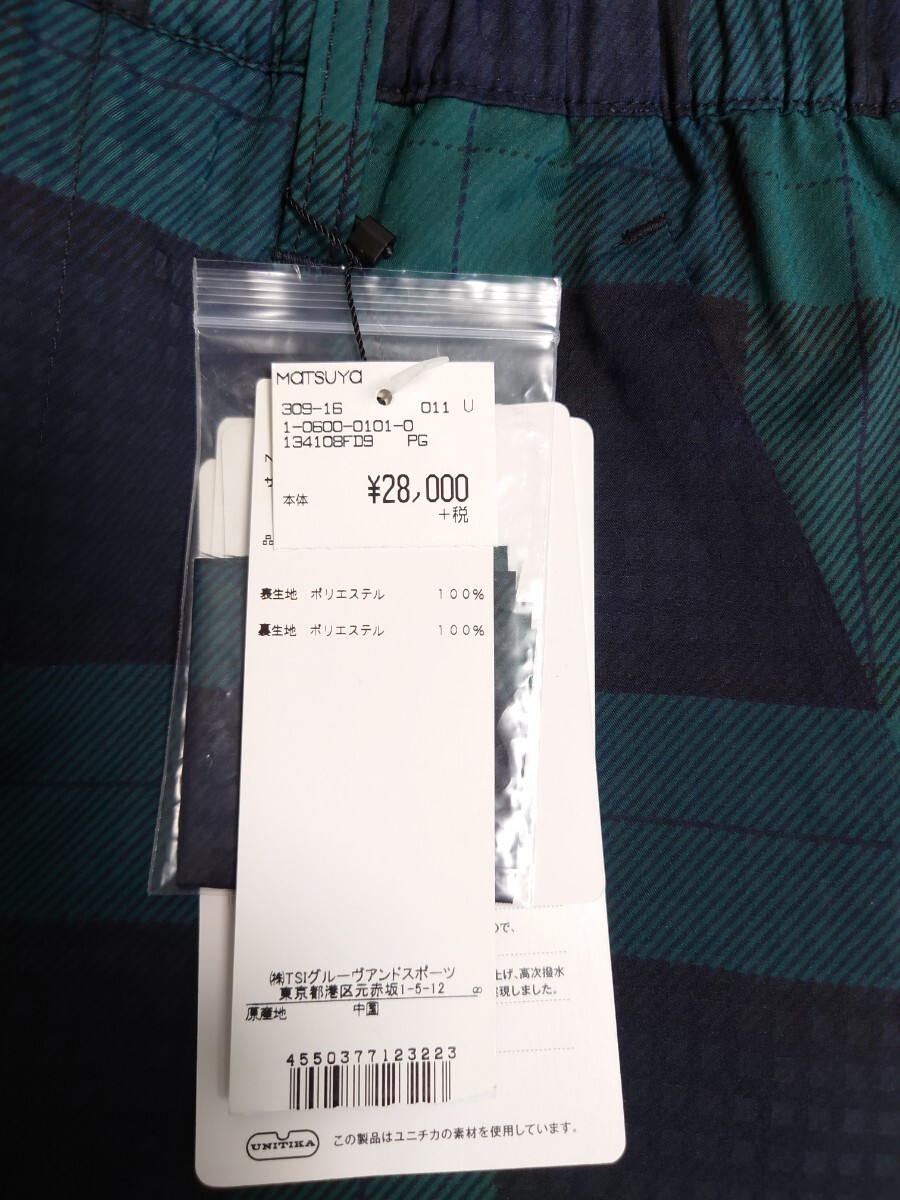 MATSUYA
309-16 011 U
1-0600-0101-0
134108FD9 PG
本体 ¥28,000
+税
品
表生地 ポリエステル 100%
裏生地 ポリエステル 100%
ので、
上げ、高次撥水
実現しました。
㈱TSIグルーヴアンドスポーツ
東京都港区元赤坂1-5-12
原産地 中国
4550377123223
UNITIKA この製品はユニチカの素材を使用しています。